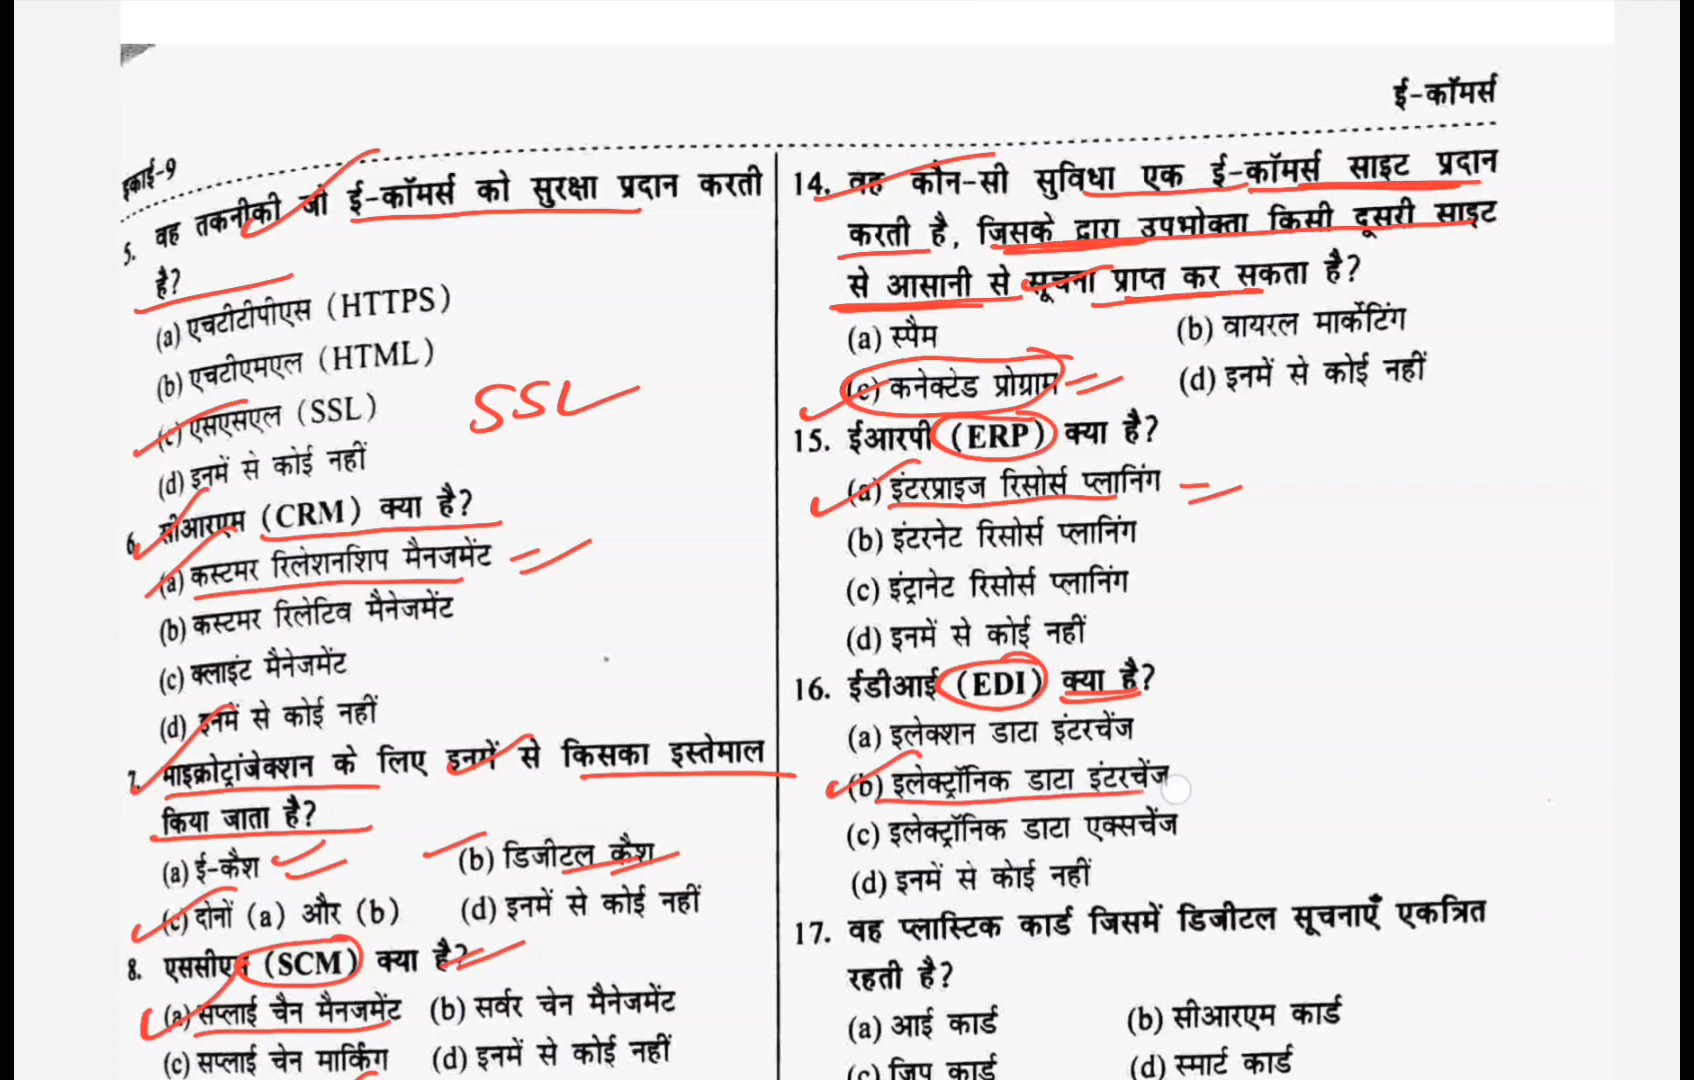 ई-कॉमर्स
इकाई-9
5. वह तकनीकी जो ई-कॉमर्स को सुरक्षा प्रदान करती
है?
(a) एचटीटीपीएस (HTTPS)
(b) एचटीएमएल (HTML)
(c) एसएसएल (SSL)
SSL
(d) इनमें से कोई नहीं
6. सीआरएम (CRM) क्या है?
(a) कस्टमर रिलेशनशिप मैनजमेंट
(b) कस्टमर रिलेटिव मैनेजमेंट
(c) क्लाइंट मैनेजमेंट
(d) इनमें से कोई नहीं
7. माइक्रोट्रांजेक्शन के लिए इनमें से किसका इस्तेमाल
किया जाता है?
(a) ई-कैश (b) डिजीटल कैश
(c) दोनों (a) और (b) (d) इनमें से कोई नहीं
8. एससीएम (SCM) क्या है?
(a) सप्लाई चैन मैनजमेंट (b) सर्वर चेन मैनेजमेंट
(c) सप्लाई चेन मार्किंग (d) इनमें से कोई नहीं
14. वह कौन-सी सुविधा एक ई-कॉमर्स साइट प्रदान
करती है, जिसके द्वारा उपभोक्ता किसी दूसरी साइट
से आसानी से सूचना प्राप्त कर सकता है?
(a) स्पैम (b) वायरल मार्केटिंग
(c) कनेक्टेड प्रोग्राम (d) इनमें से कोई नहीं
15. ईआरपी (ERP) क्या है?
(a) इंटरप्राइज रिसोर्स प्लानिंग
(b) इंटरनेट रिसोर्स प्लानिंग
(c) इंट्रानेट रिसोर्स प्लानिंग
(d) इनमें से कोई नहीं
16. ईडीआई (EDI) क्या है?
(a) इलेक्शन डाटा इंटरचेंज
(b) इलेक्ट्रॉनिक डाटा इंटरचेंज
(c) इलेक्ट्रॉनिक डाटा एक्सचेंज
(d) इनमें से कोई नहीं
17. वह प्लास्टिक कार्ड जिसमें डिजीटल सूचनाएँ एकत्रित
रहती है?
(a) आई कार्ड (b) सीआरएम कार्ड
(c) जिप कार्ड (d) स्मार्ट कार्ड